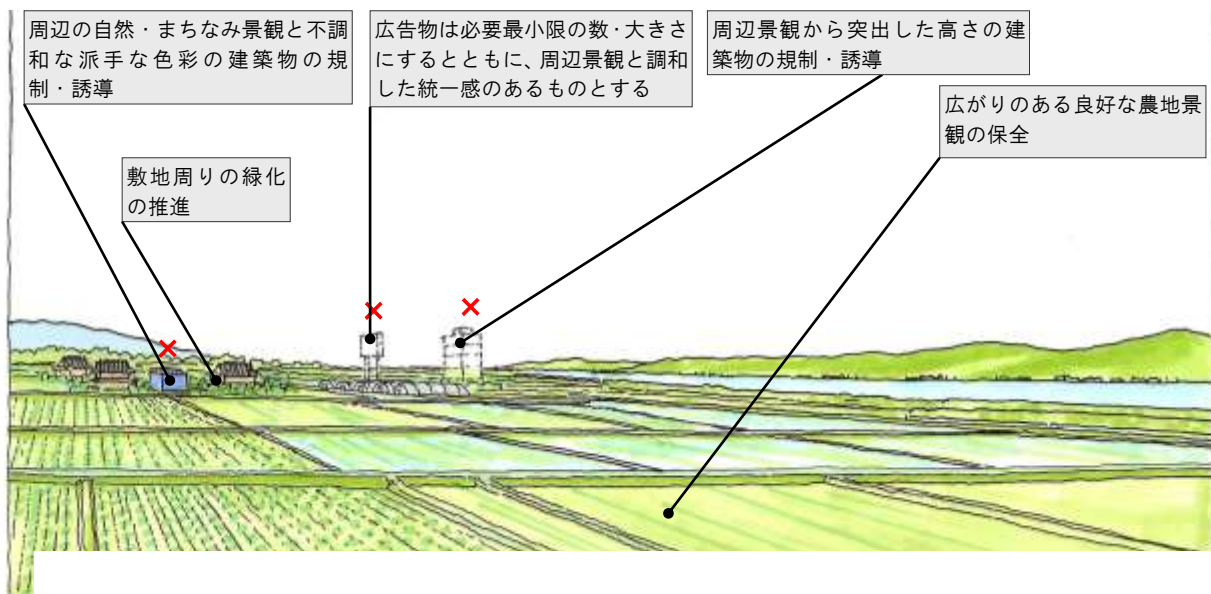 周辺の自然・まちなみ景観と不調
和な派手な色彩の建築物の規
制・誘導
広告物は必要最小限の数・大きさ
にするとともに、周辺景観と調和
した統一感のあるものとする
周辺景観から突出した高さの建
築物の規制・誘導
広がりのある良好な農地景
観の保全
敷地周りの緑化
の推進